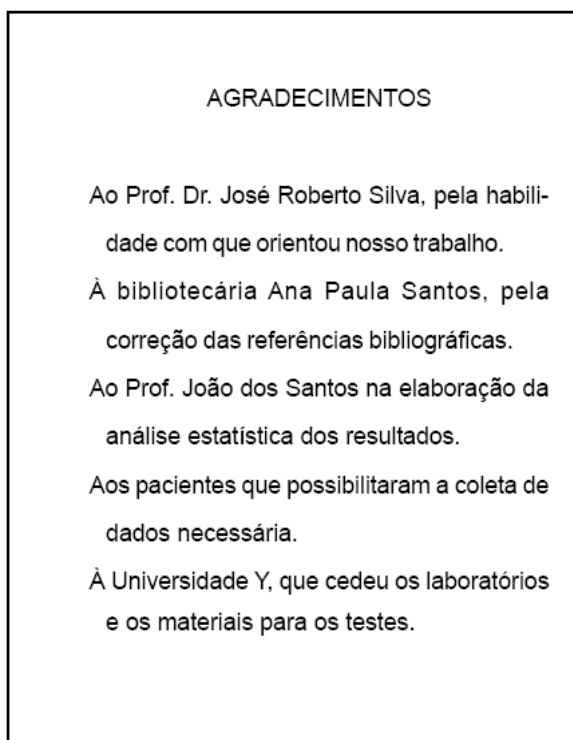 AGRADECIMENTOS
Ao Prof. Dr. José Roberto Silva, pela habili-
dade com que orientou nosso trabalho.
À bibliotecária Ana Paula Santos, pela
correção das referências bibliográficas.
Ao Prof. João dos Santos na elaboração da
análise estatística dos resultados.
Aos pacientes que possibilitaram a coleta de
dados necessária.
À Universidade Y, que cedeu os laboratórios
e os materiais para os testes.